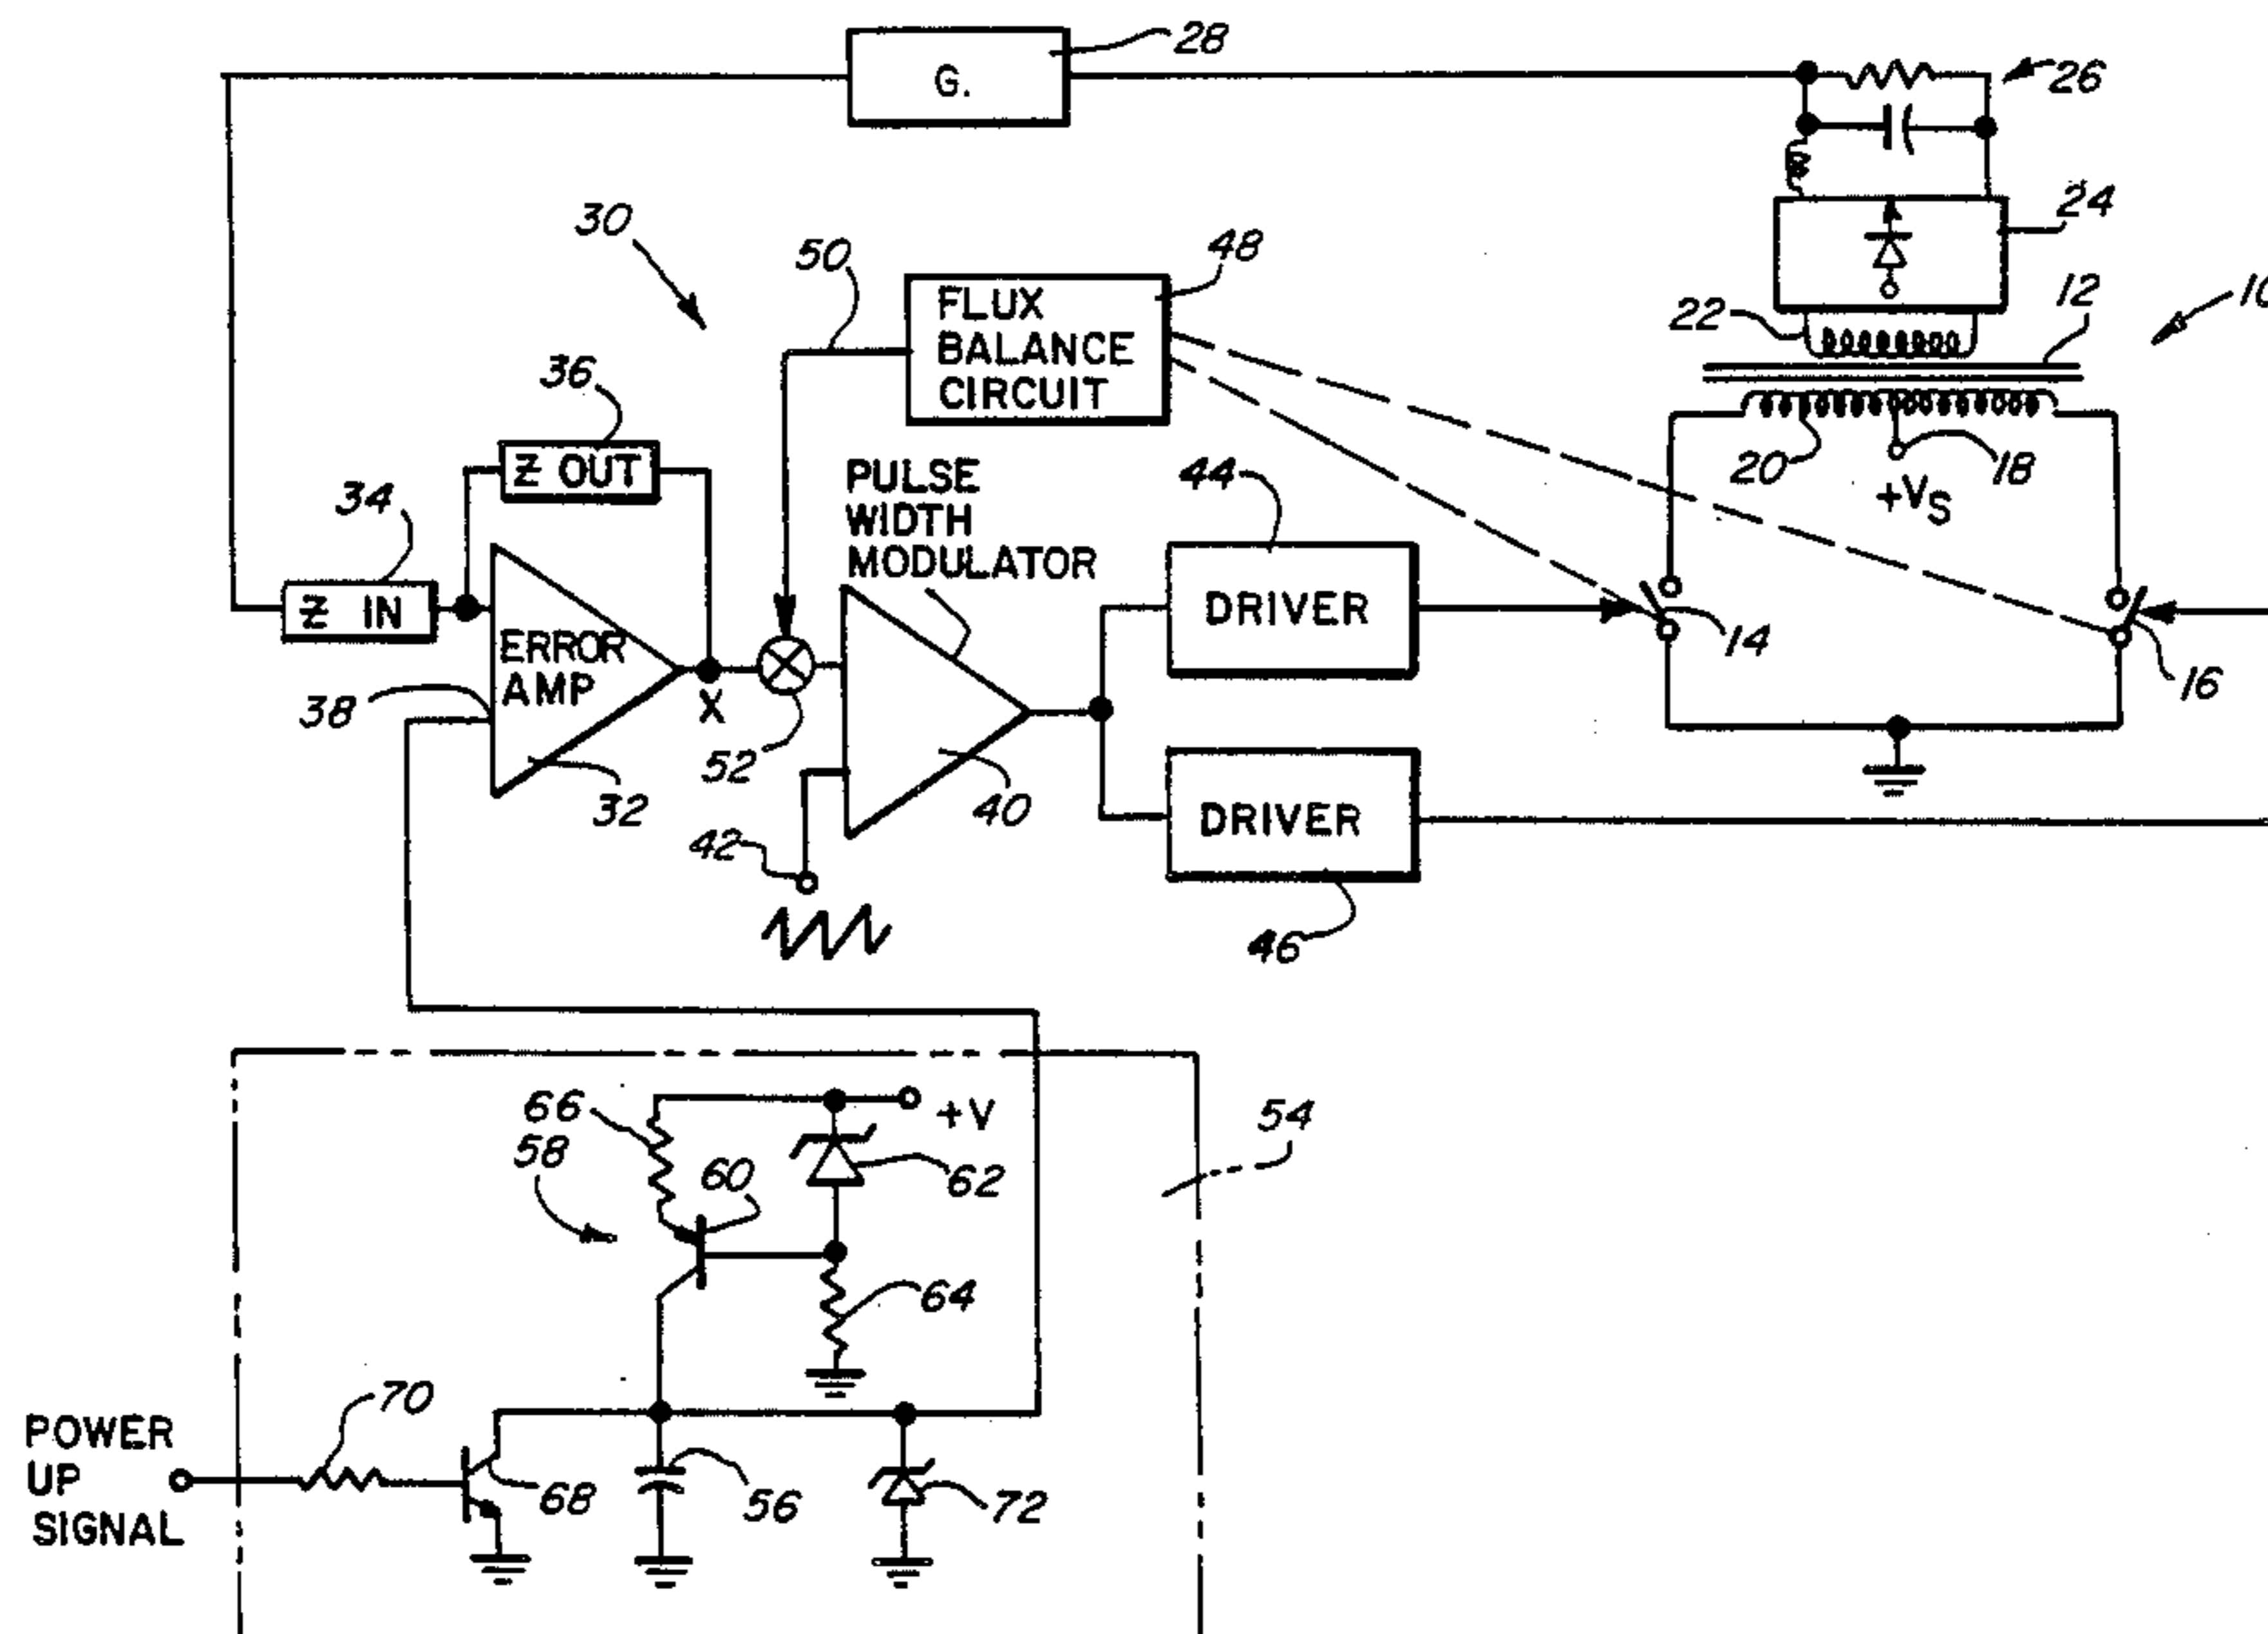 28
G.
26
30
50
48
24
FLUX
BALANCE
CIRCUIT
22
12
10
36
Z OUT
34
PULSE
WIDTH
MODULATOR
44
20
18
+VS
Z IN
ERROR
AMP
DRIVER
14
38
X
16
52
32
40
42
DRIVER
46
66
+V
54
58
60
62
64
70
POWER
UP
SIGNAL
68
56
72